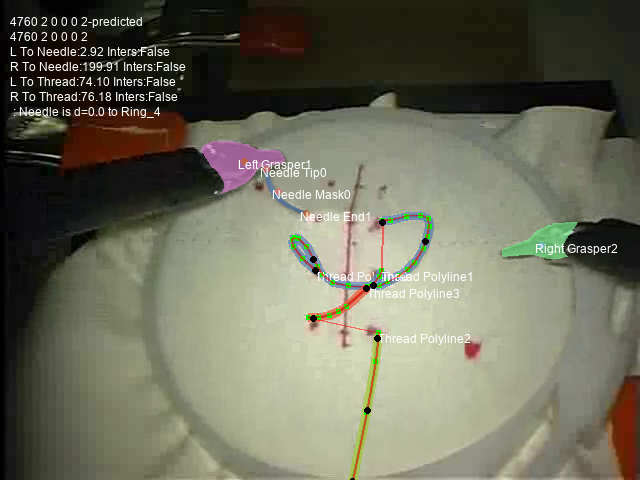 4760 2 0 0 0 2-predicted
4760 2 0 0 0 2
L To Needle:2.92 Inters:False
R To Needle:199.91 Inters:False
L To Thread:74.10 Inters:False
R To Thread:76.18 Inters:False
: Needle is d=0.0 to Ring_4
Left Grasper1
Needle Tip0
Needle Mask0
Needle End1
Right Grasper2
Thread Polyline1
Thread Polyline3
Thread Polyline2